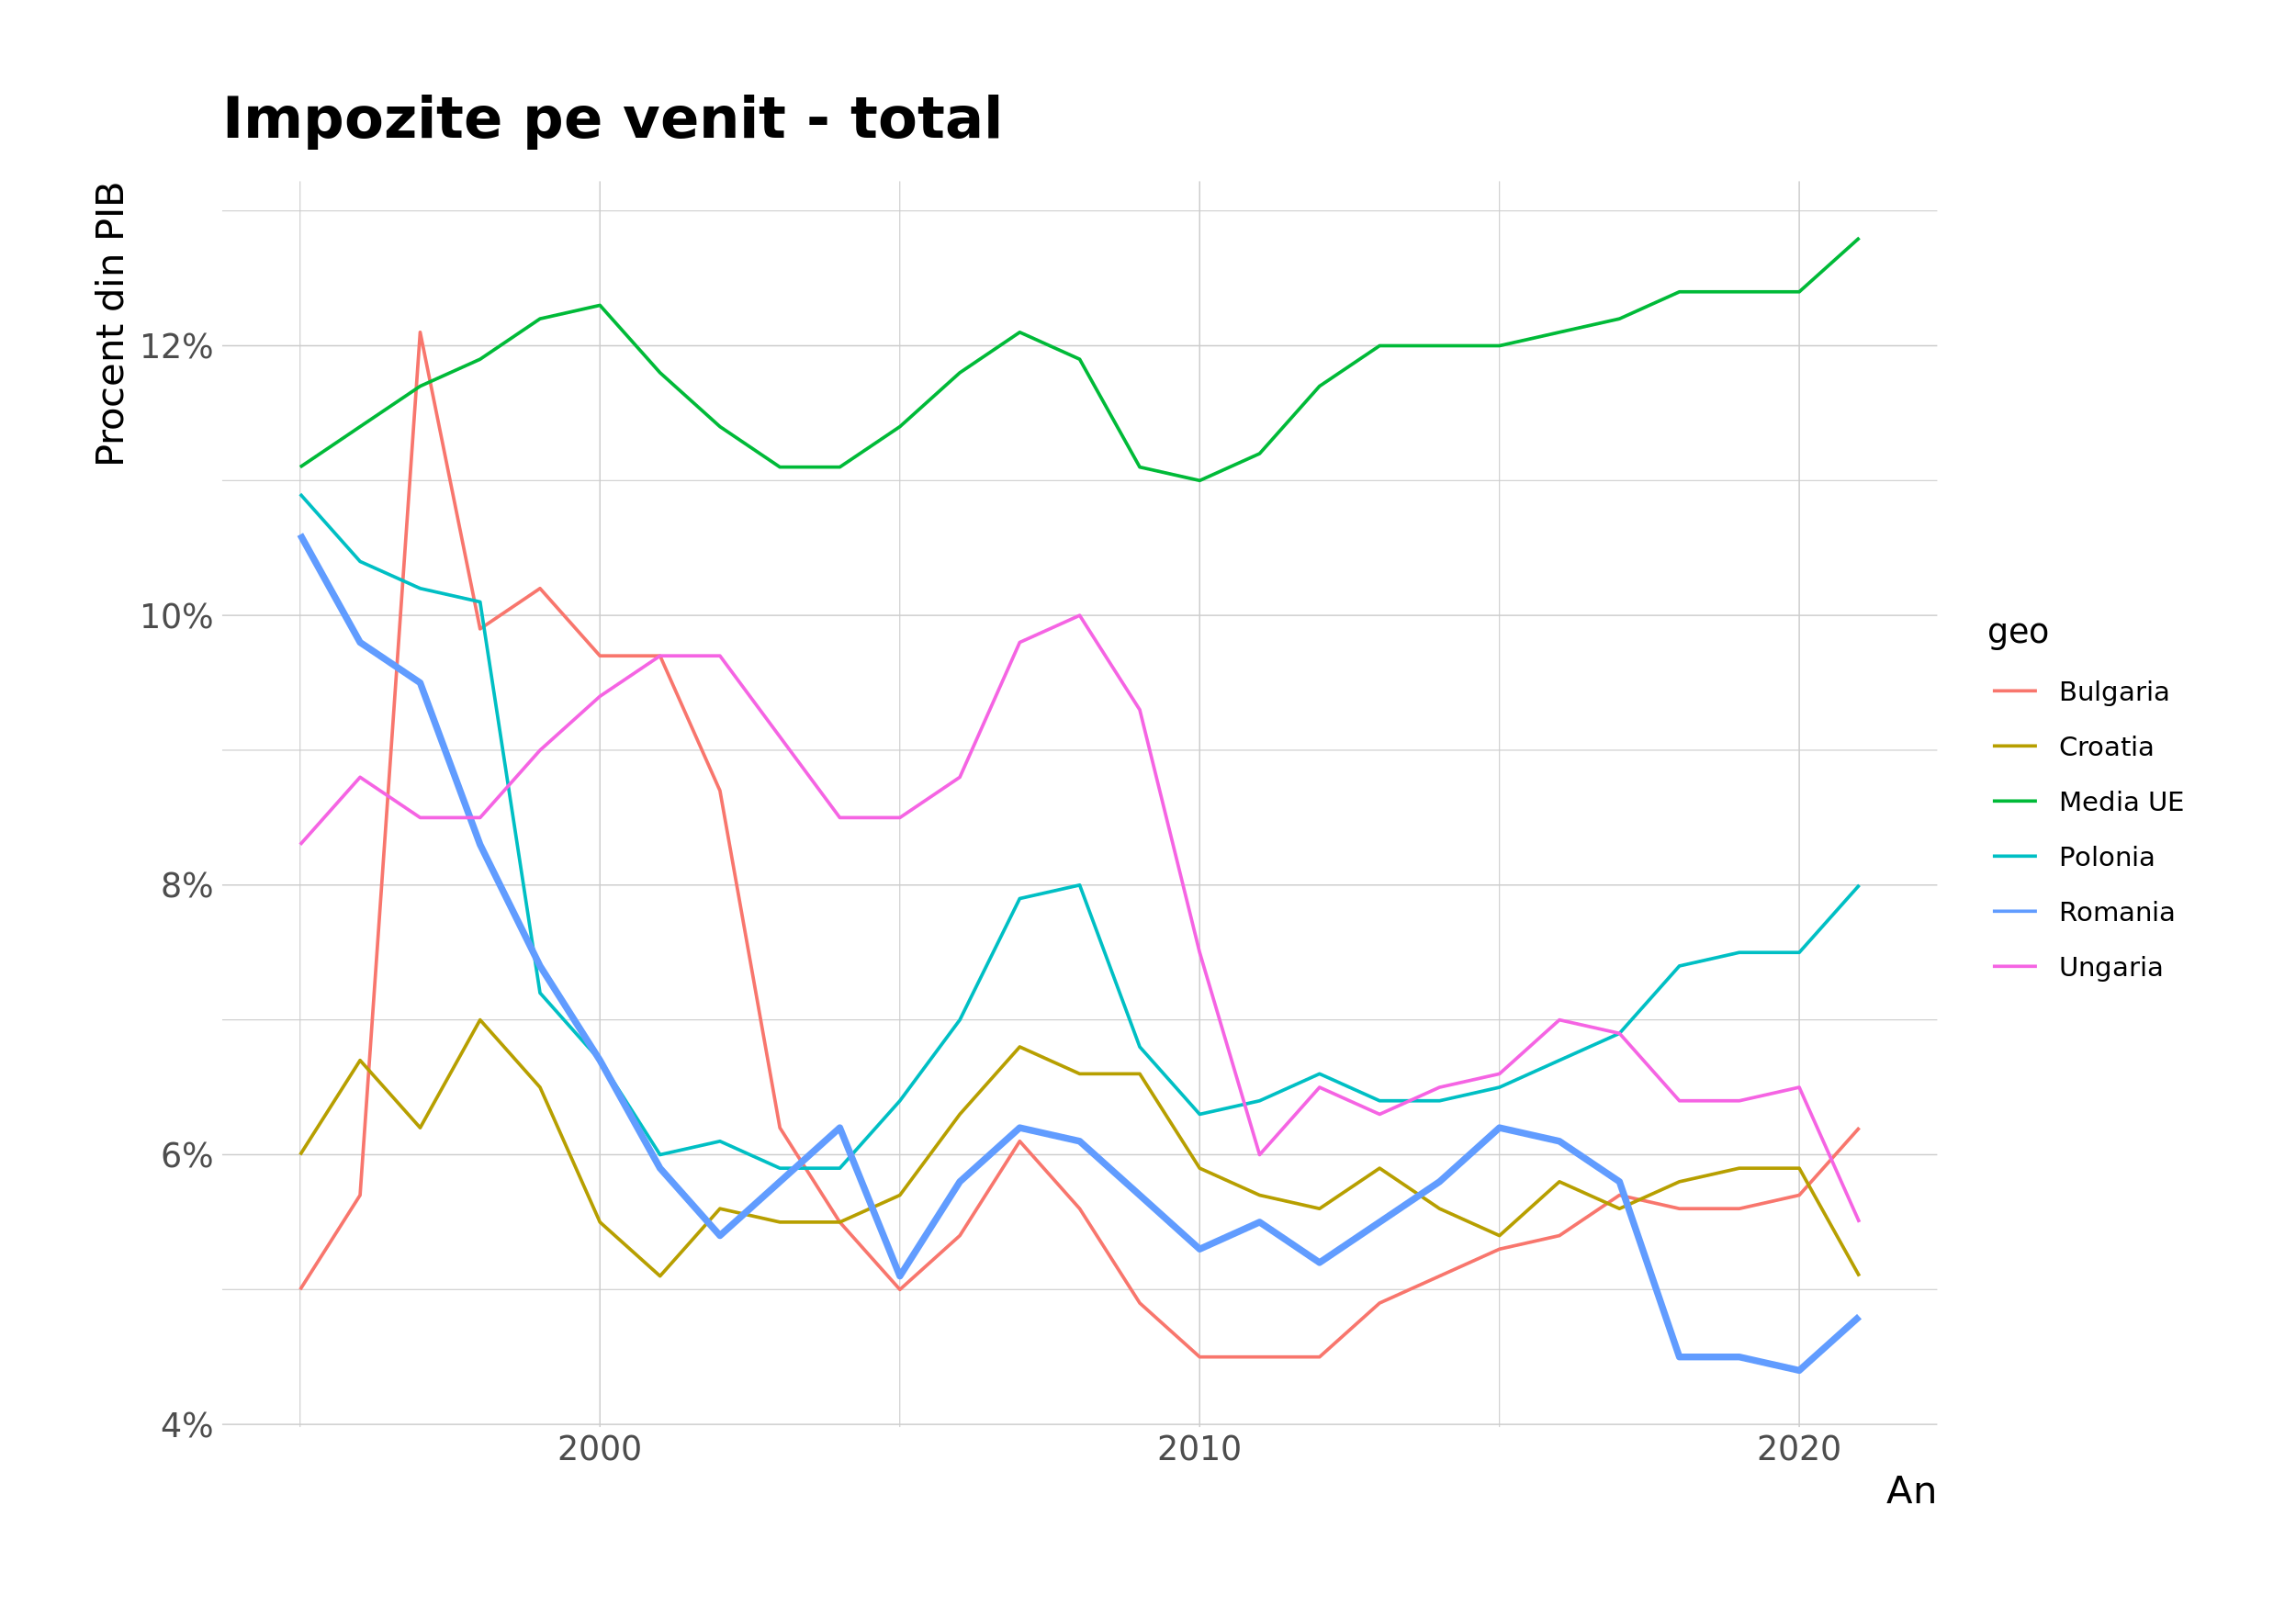 Impozite pe venit - total
Procent din PIB
12%
10%
8%
6%
4%
2000
2010
2020
An
geo
Bulgaria
Croatia
Media UE
Polonia
Romania
Ungaria